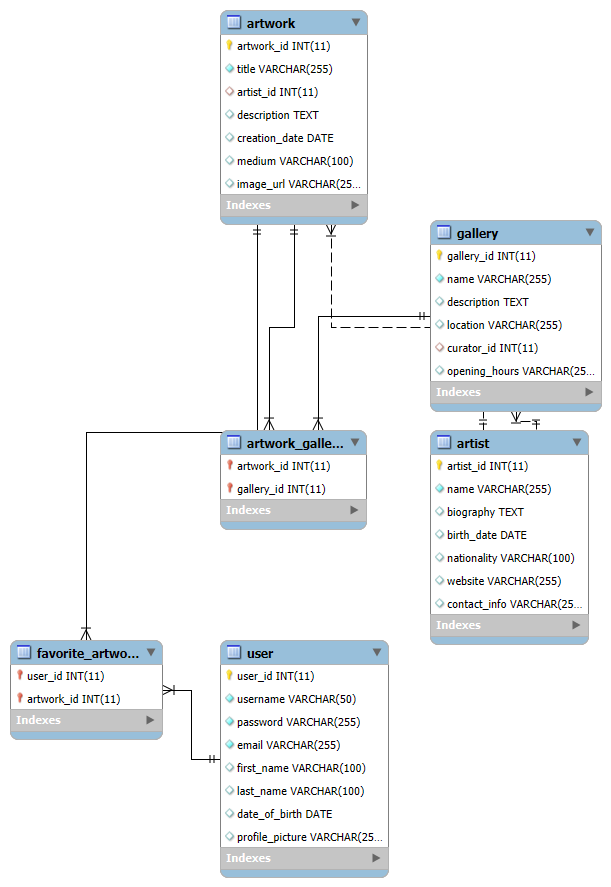 artwork
artwork_id INT(11)
title VARCHAR(255)
artist_id INT(11)
description TEXT
creation_date DATE
medium VARCHAR(100)
image_url VARCHAR(25...
Indexes
gallery
gallery_id INT(11)
name VARCHAR(255)
description TEXT
location VARCHAR(255)
curator_id INT(11)
opening_hours VARCHAR(25...
Indexes
artwork_galle...
artwork_id INT(11)
gallery_id INT(11)
Indexes
artist
artist_id INT(11)
name VARCHAR(255)
biography TEXT
birth_date DATE
nationality VARCHAR(100)
website VARCHAR(255)
contact_info VARCHAR(25...
Indexes
favorite_artwo...
user_id INT(11)
artwork_id INT(11)
Indexes
user
user_id INT(11)
username VARCHAR(50)
password VARCHAR(255)
email VARCHAR(255)
first_name VARCHAR(100)
last_name VARCHAR(100)
date_of_birth DATE
profile_picture VARCHAR(25...
Indexes